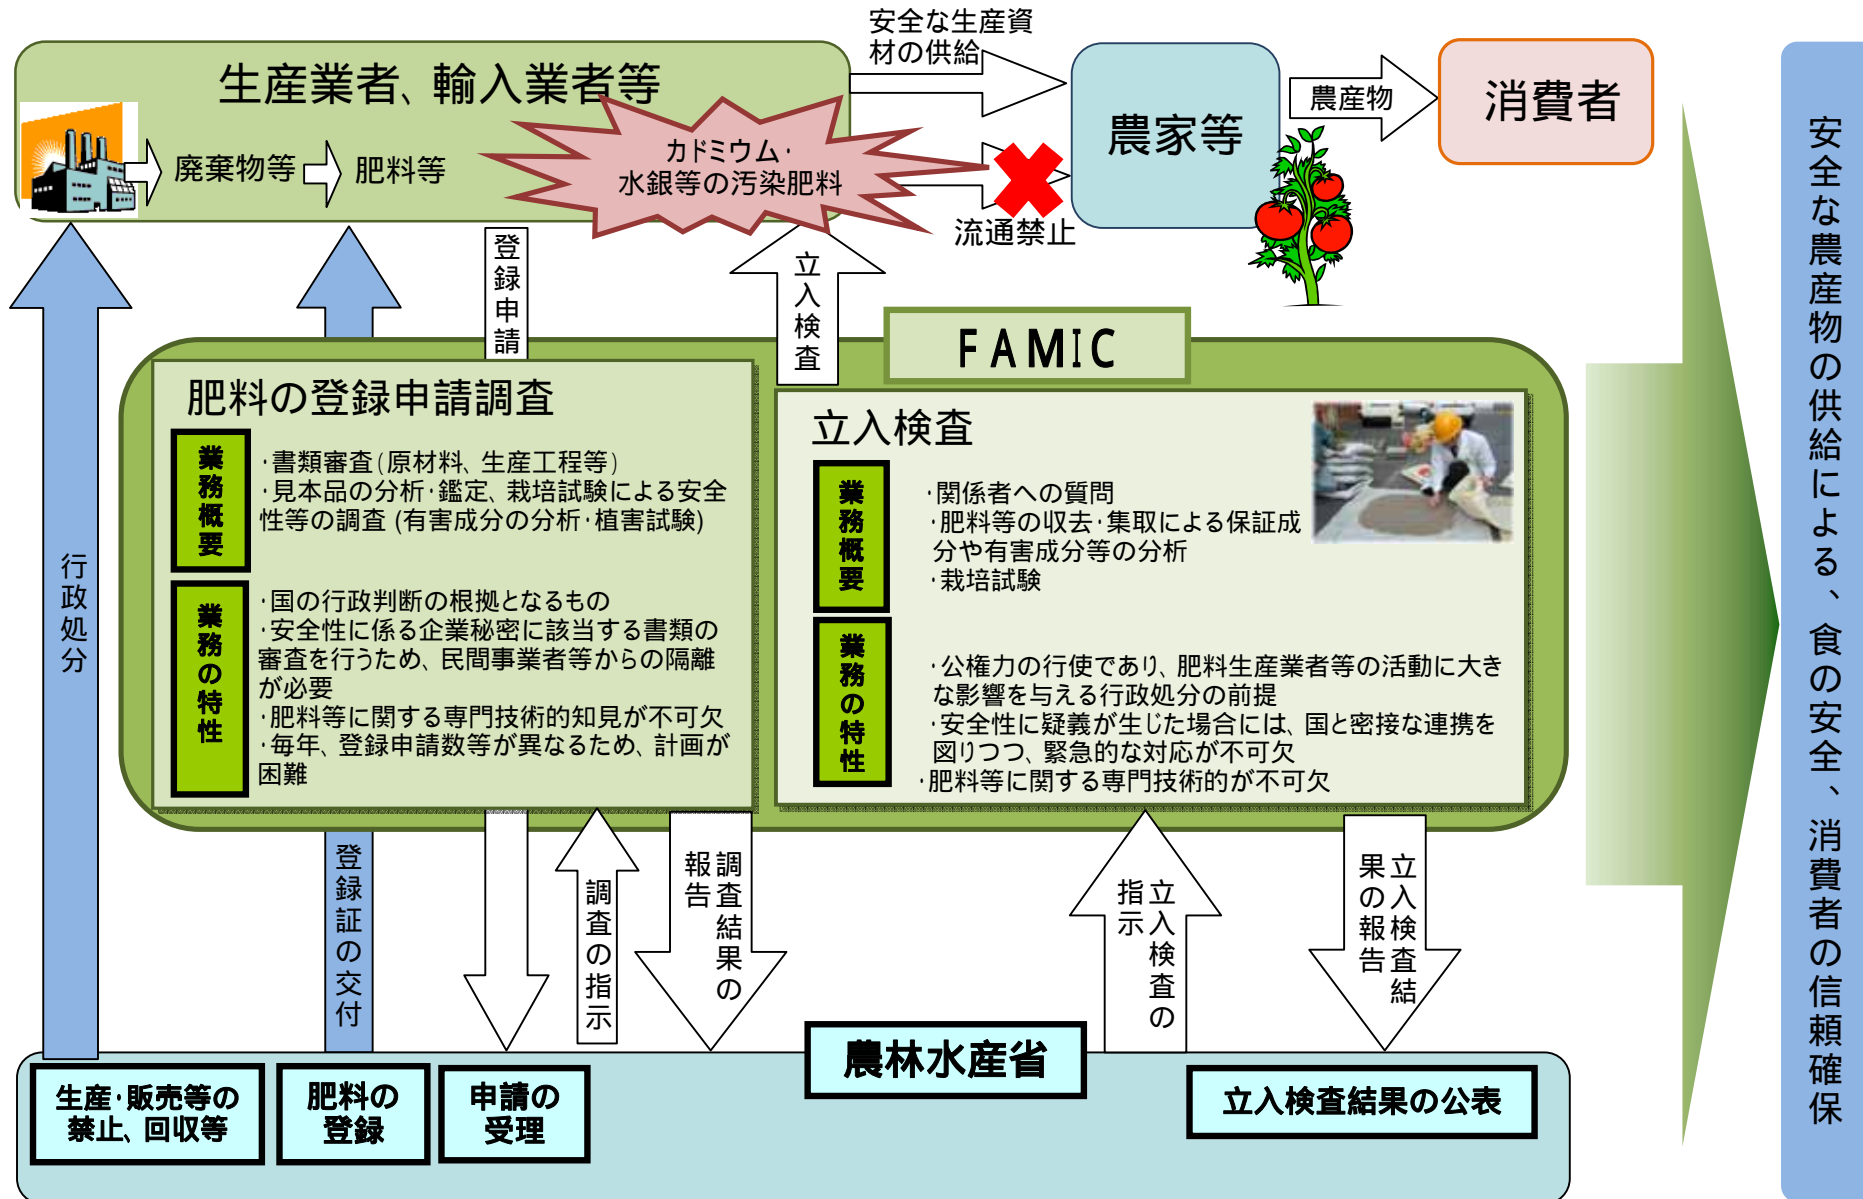 安全な生産資
材の供給
生産業者、輸入業者等
廃棄物等
肥料等
カドミウム・
水銀等の汚染肥料
農家等
農産物
消費者
流通禁止
登録申請
立入検査
FAMIC
肥料の登録申請調査
業務概要
・書類審査(原材料、生産工程等)
・見本品の分析・鑑定、栽培試験による安全
性等の調査 (有害成分の分析・植害試験)
業務の特性
・国の行政判断の根拠となるもの
・安全性に係る企業秘密に該当する書類の
審査を行うため、民間事業者等からの隔離
が必要
・肥料等に関する専門技術的知見が不可欠
・毎年、登録申請数等が異なるため、計画が
困難
立入検査
業務概要
・関係者への質問
・肥料等の収去・集取による保証成
分や有害成分等の分析
・栽培試験
業務の特性
・公権力の行使であり、肥料生産業者等の活動に大き
な影響を与える行政処分の前提
・安全性に疑義が生じた場合には、国と密接な連携を
図りつつ、緊急的な対応が不可欠
・肥料等に関する専門技術的が不可欠
行政処分
登録証の交付
調査の指示
調査結果の
報告
立入検査の
指示
立入検査結
果の報告
農林水産省
生産・販売等の
禁止、回収等
肥料の
登録
申請の
受理
立入検査結果の公表
安全な農産物の供給による、食の安全、消費者の信頼確保